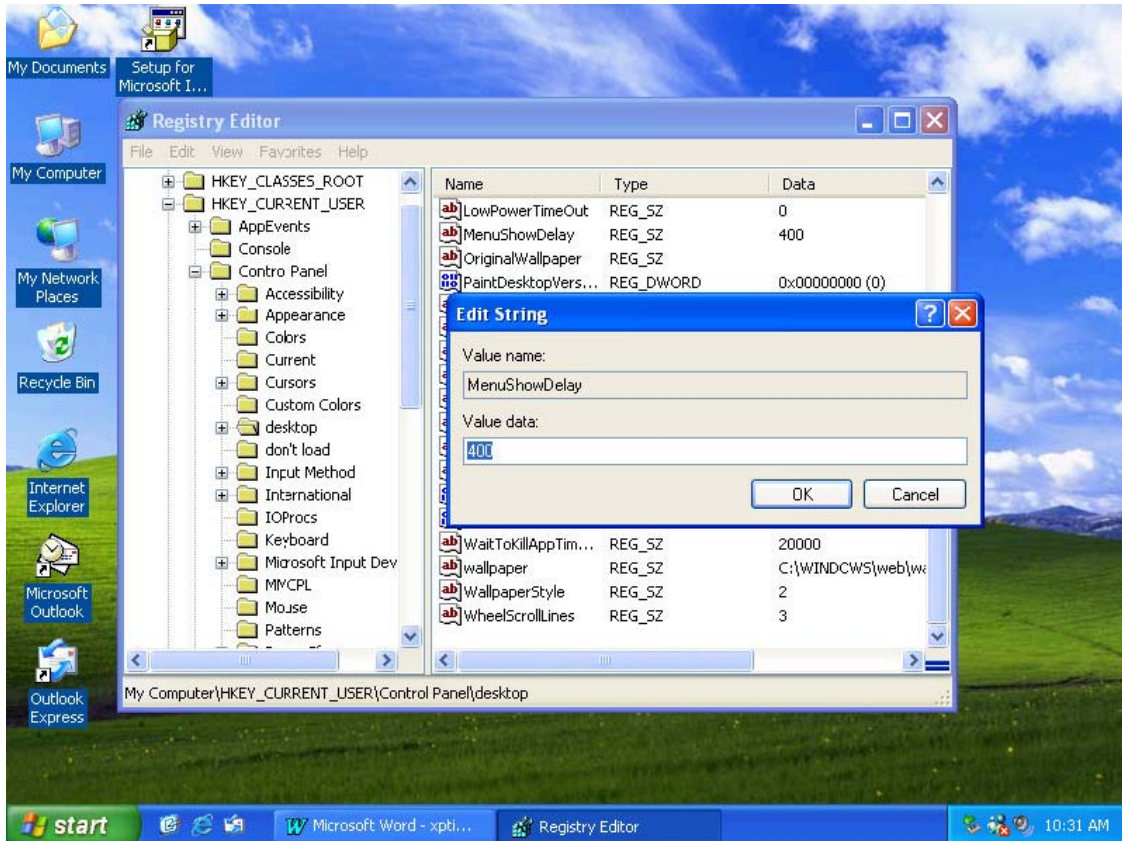 My Documents
Setup for
Microsoft I...
My Computer
My Network
Places
Recycle Bin
Internet
Explorer
Microsoft
Outlook
Outlook
Express
Registry Editor
File Edit View Favorites Help
HKEY_CLASSES_ROOT
HKEY_CURRENT_USER
AppEvents
Console
Contro Panel
Accessibility
Appearance
Colors
Current
Cursors
Custom Colors
desktop
don't load
Input Method
International
IOProcs
Keyboard
Microsoft Input Dev
MMCPL
Mouse
Patterns
Name Type Data
LowPowerTimeOut REG_SZ 0
MenuShowDelay REG_SZ 400
OriginalWallpaper REG_SZ
PaintDesktopVers... REG_DWORD 0x00000000 (0)
Edit String
Value name:
MenuShowDelay
Value data:
400
OK Cancel
WaitToKillAppTim... REG_SZ 20000
wallpaper REG_SZ C:\WINDOWS\web\wa
WallpaperStyle REG_SZ 2
WheelScrollLines REG_SZ 3
My Computer\HKEY_CURRENT_USER\Control Panel\desktop
start
Microsoft Word - xpti...
Registry Editor
10:31 AM